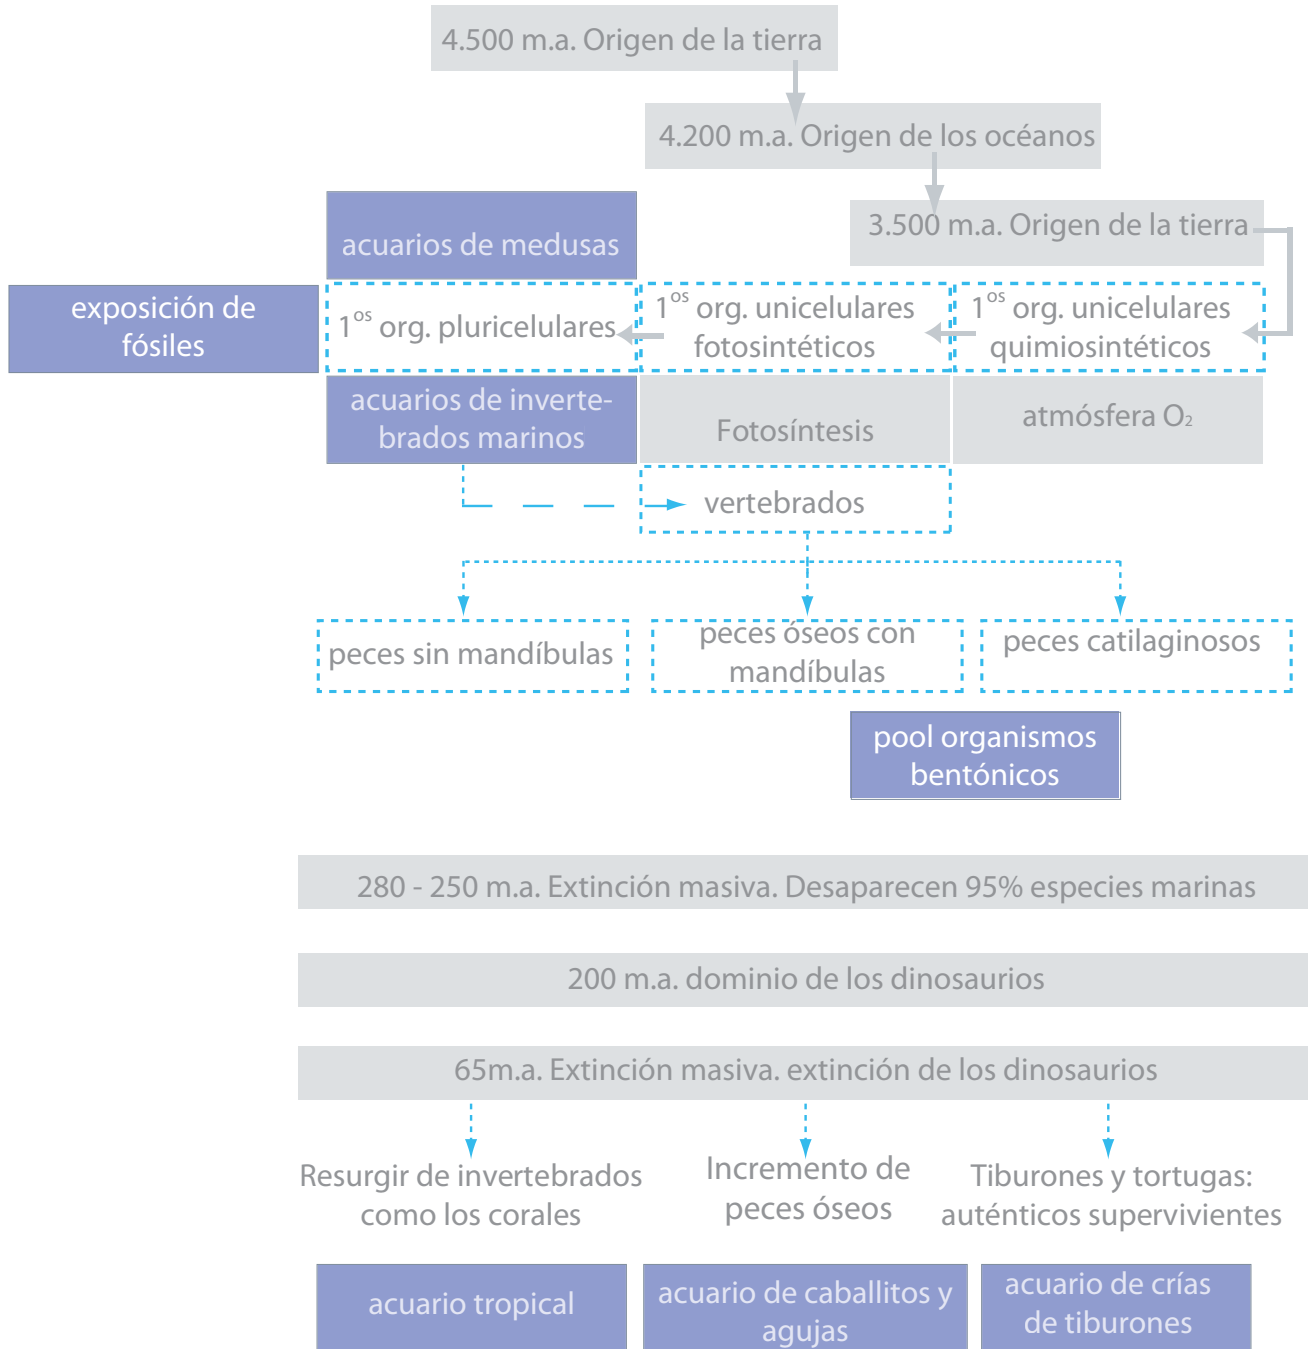 4.500 m.a. Origen de la tierra
4.200 m.a. Origen de los océanos
3.500 m.a. Origen de la tierra
acuarios de medusas
exposición de
fósiles
1os org. pluricelulares
1os org. unicelulares
fotosintéticos
1os org. unicelulares
quimiosintéticos
acuarios de inverte-
brados marinos
Fotosíntesis
atmósfera O2
vertebrados
peces sin mandíbulas
peces óseos con
mandíbulas
peces catilaginosos
pool organismos
bentónicos
280 - 250 m.a. Extinción masiva. Desaparecen 95% especies marinas
200 m.a. dominio de los dinosaurios
65m.a. Extinción masiva. extinción de los dinosaurios
Resurgir de invertebrados
como los corales
Incremento de
peces óseos
Tiburones y tortugas:
auténticos supervivientes
acuario tropical
acuario de caballitos y
agujas
acuario de crías
de tiburones